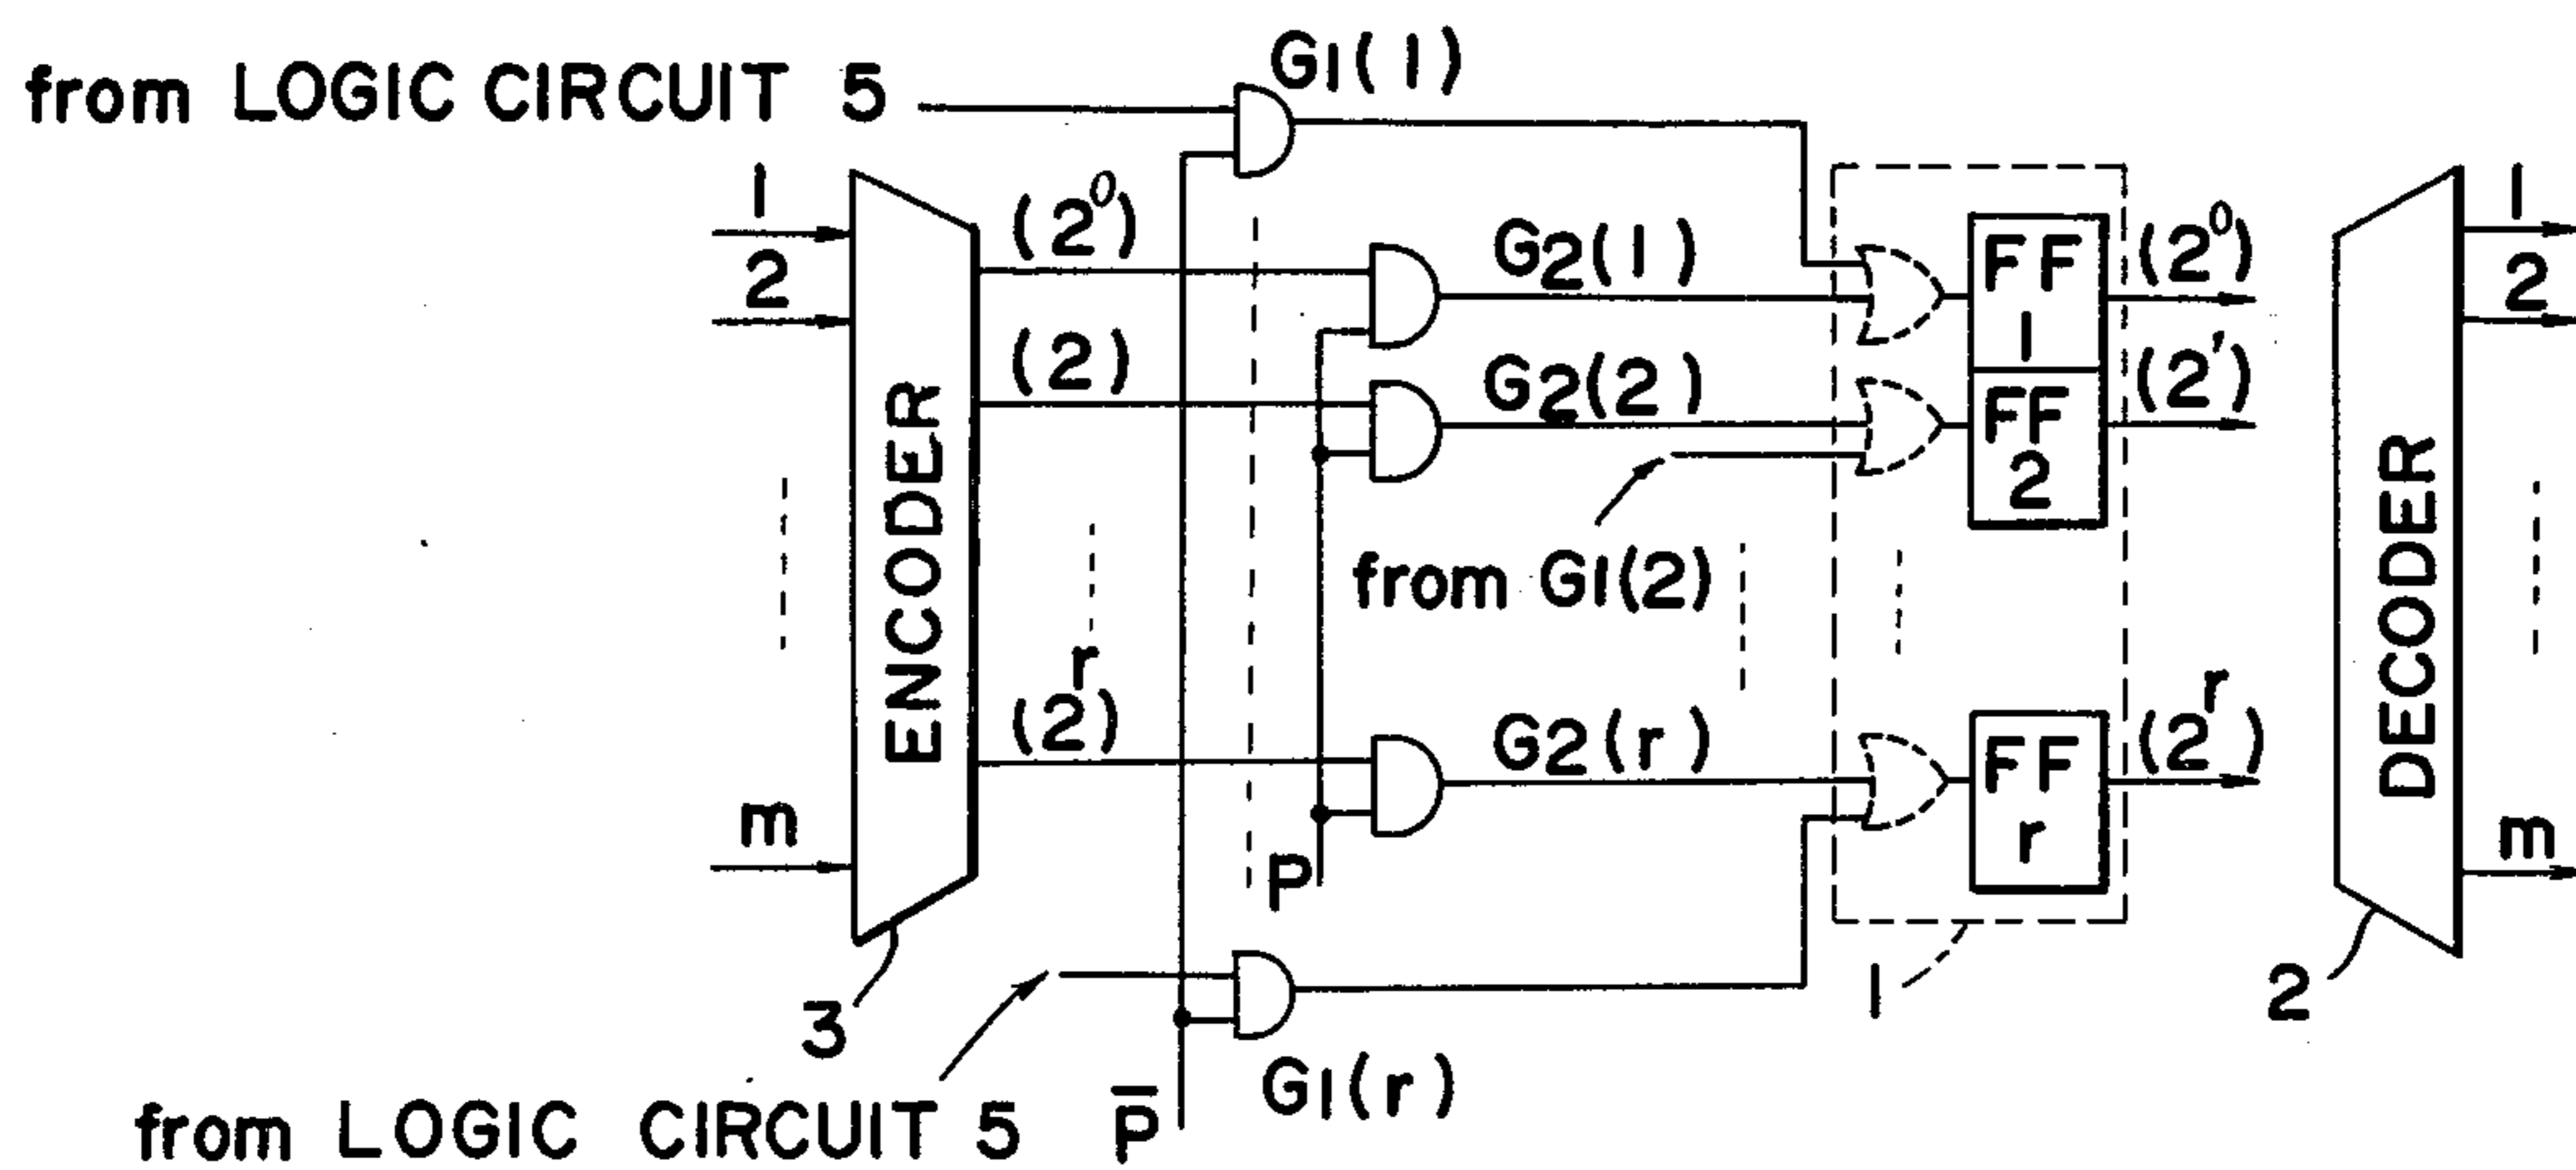 from LOGIC CIRCUIT 5
G1(1)
1
2
m
ENCODER
3
(2⁰)
(2)
(2)ʳ
G2(1)
G2(2)
from G1(2)
G2(r)
P
P̅
G1(r)
from LOGIC CIRCUIT 5
FF
1
FF
2
FF
r
1
(2⁰)
(2')
(2ʳ)
DECODER
2
1
2
m